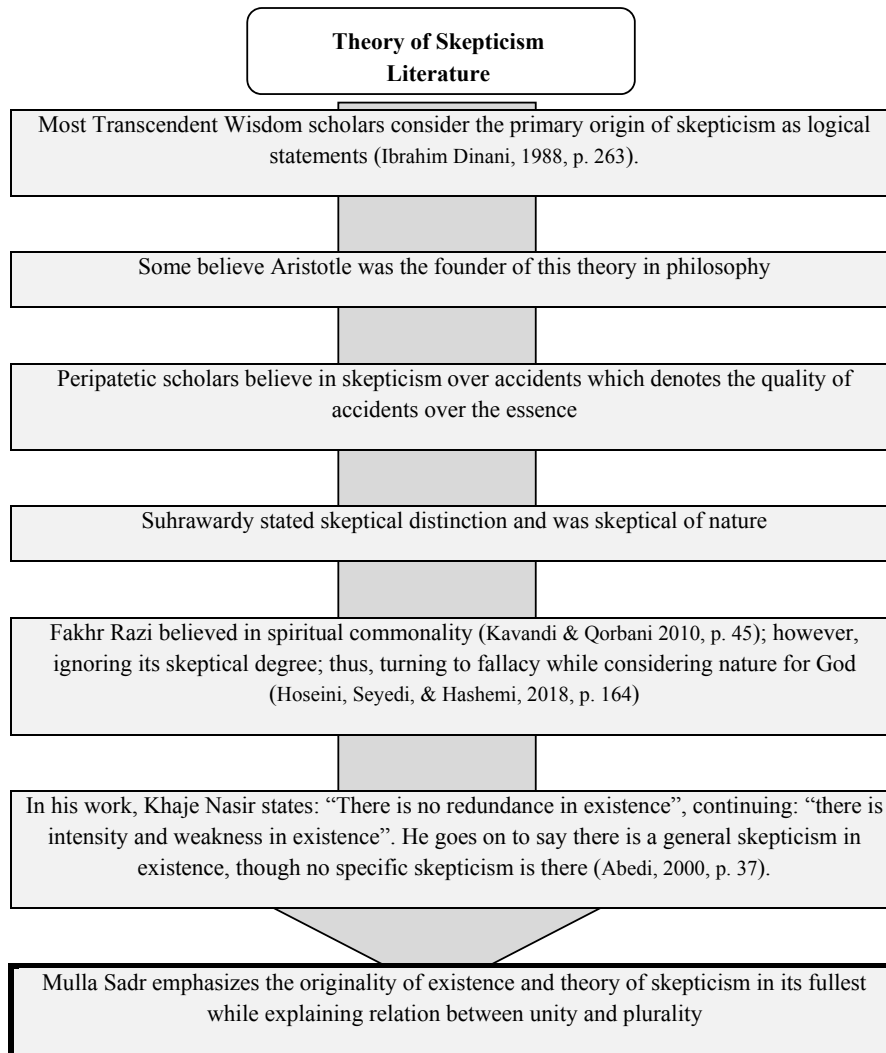 Theory of Skepticism
Literature
Most Transcendent Wisdom scholars consider the primary origin of skepticism as logical
statements (Ibrahim Dinani, 1988, p. 263).
Some believe Aristotle was the founder of this theory in philosophy
Peripatetic scholars believe in skepticism over accidents which denotes the quality of
accidents over the essence
Suhrawardy stated skeptical distinction and was skeptical of nature
Fakhr Razi believed in spiritual commonality (Kavandi & Qorbani 2010, p. 45); however,
ignoring its skeptical degree; thus, turning to fallacy while considering nature for God
(Hoseini, Seyedi, & Hashemi, 2018, p. 164)
In his work, Khaje Nasir states: “There is no redundance in existence”, continuing: “there is
intensity and weakness in existence”. He goes on to say there is a general skepticism in
existence, though no specific skepticism is there (Abedi, 2000, p. 37).
Mulla Sadr emphasizes the originality of existence and theory of skepticism in its fullest
while explaining relation between unity and plurality